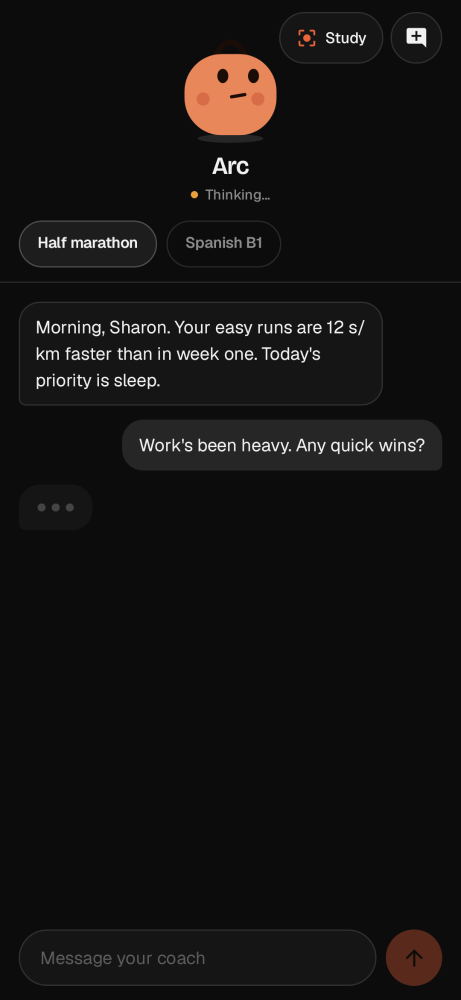 Study
Arc
Thinking...
Half marathon
Spanish B1
Morning, Sharon. Your easy runs are 12 s/
km faster than in week one. Today's
priority is sleep.
Work's been heavy. Any quick wins?
Message your coach